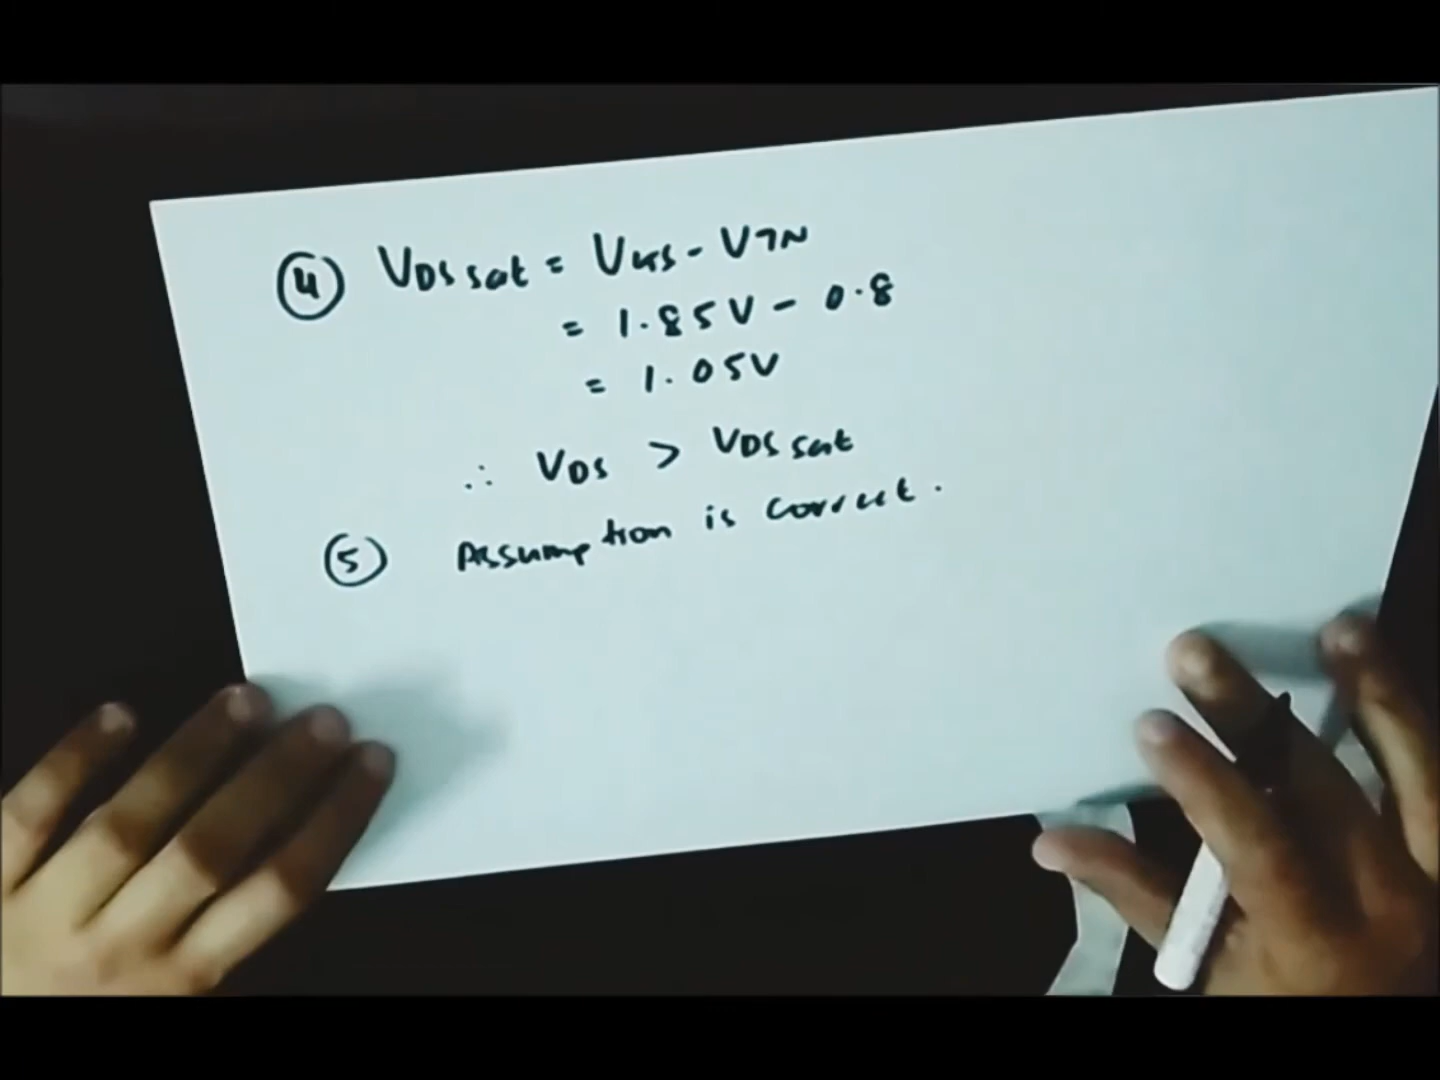 ④ VDS sat = VGS - VTN
= 1.85V - 0.8
= 1.05V
∴ VDS > VDS sat
⑤ Assumption is correct.